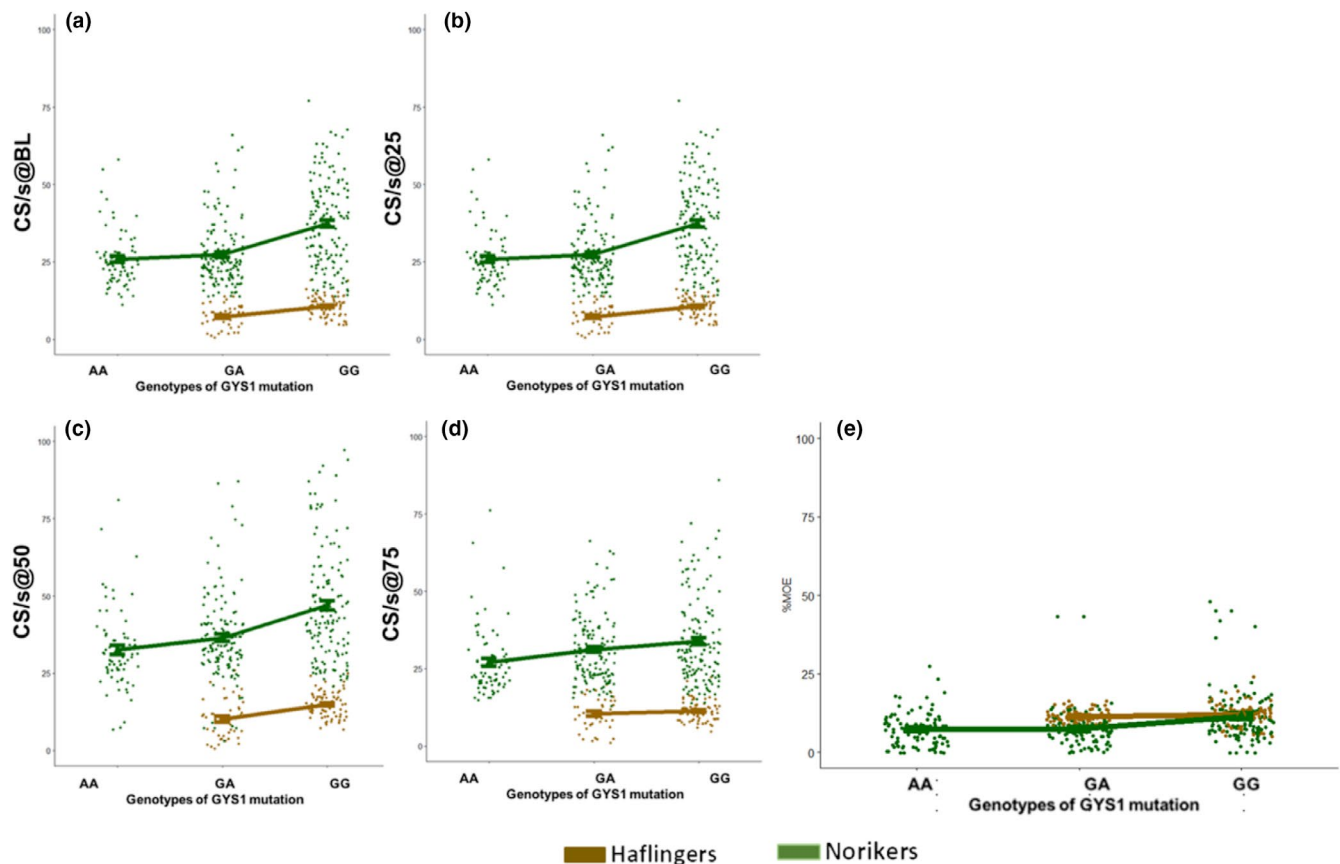 (a)
100
75
50
25
0
CS/s@BL
AA GA GG
Genotypes of GYS1 mutation
(b)
100
75
50
25
0
CS/s@25
AA GA GG
Genotypes of GYS1 mutation
(c)
100
75
50
25
0
CS/s@50
AA GA GG
Genotypes of GYS1 mutation
(d)
100
75
50
25
0
CS/s@75
AA GA GG
Genotypes of GYS1 mutation
(e)
100
75
50
25
0
%MOE
AA GA GG
Genotypes of GYS1 mutation
Haflingers Norikers